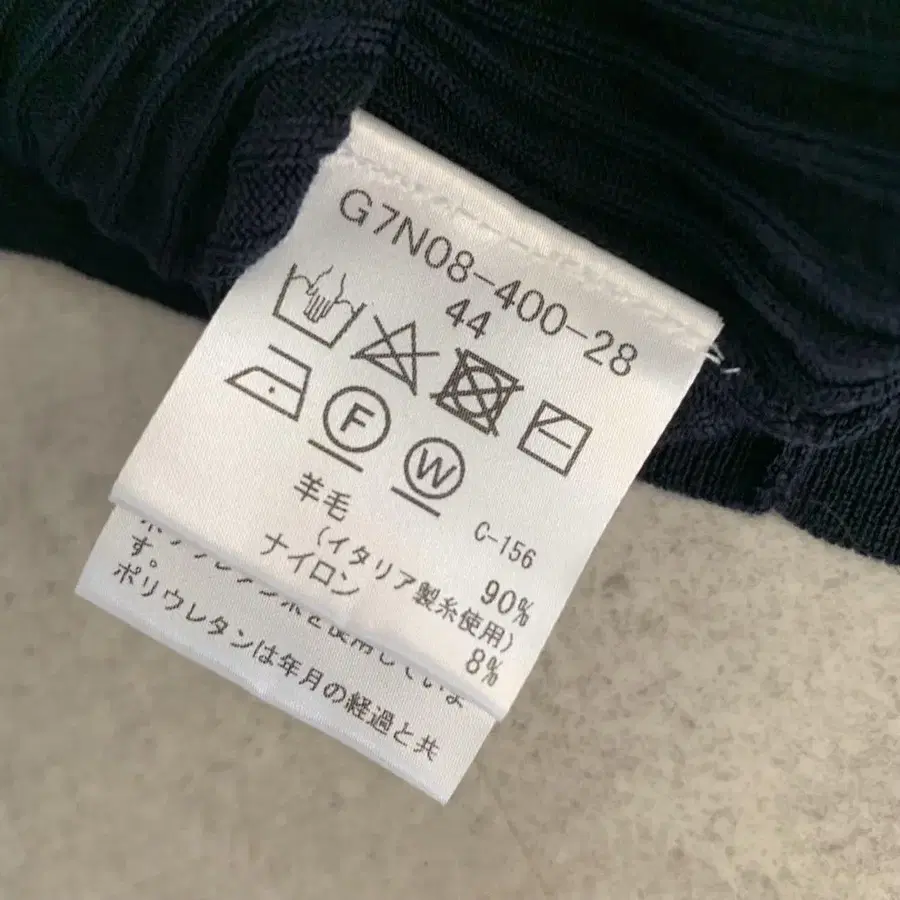 G7N08-400-28
44
F
W
C-156
羊毛 90%
(イタリア製糸使用)
ナイロン 8%
す。
ポリウレタンは年月の経過と共